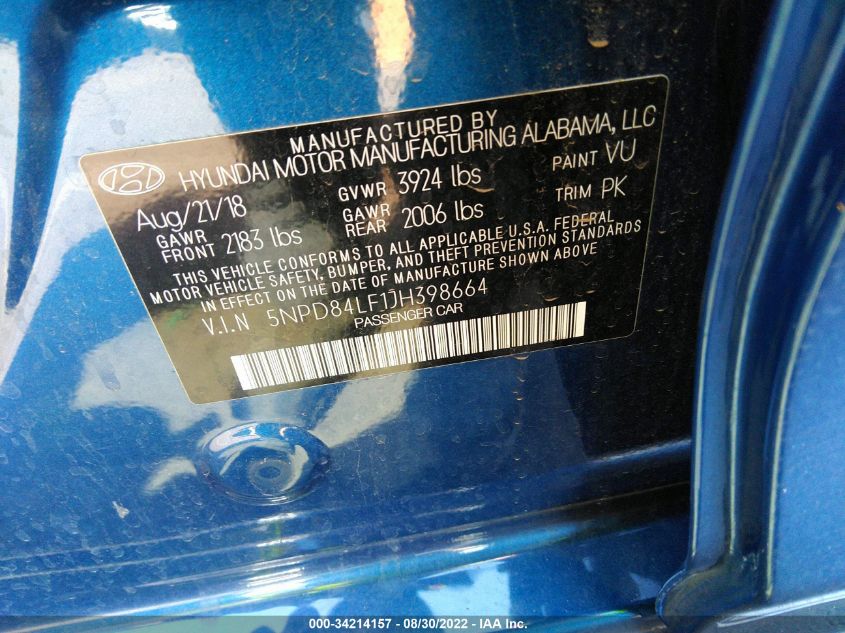 MANUFACTURED BY
HYUNDAI MOTOR MANUFACTURING ALABAMA, LLC
Aug/21/18 GVWR 3924 lbs PAINT VU
GAWR FRONT 2183 lbs GAWR REAR 2006 lbs TRIM PK
THIS VEHICLE CONFORMS TO ALL APPLICABLE U.S.A. FEDERAL
MOTOR VEHICLE SAFETY, BUMPER, AND THEFT PREVENTION STANDARDS
IN EFFECT ON THE DATE OF MANUFACTURE SHOWN ABOVE
V.I.N 5NPD84LF1JH398664
PASSENGER CAR
000-34214157 - 08/30/2022 - IAA Inc.